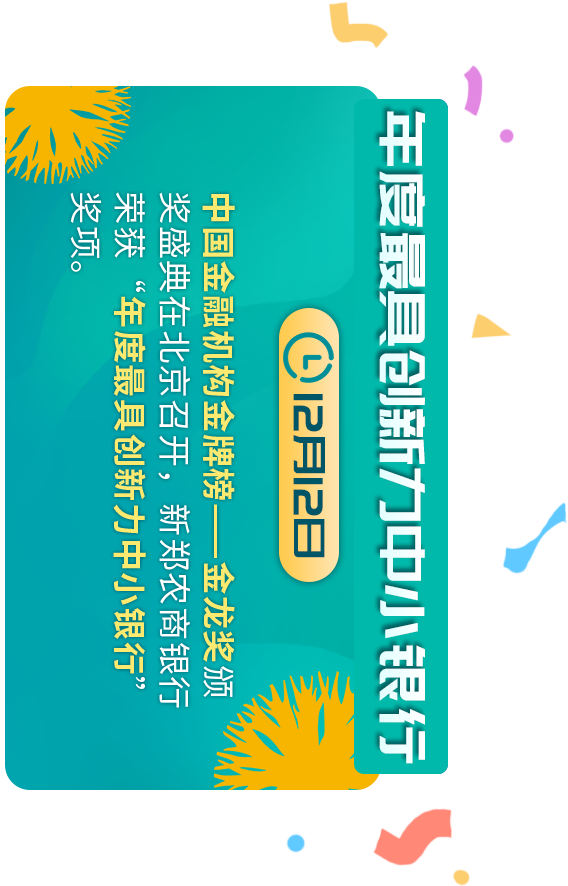 年度最具创新力中小银行
12月12日
中国金融机构金牌榜——金龙奖颁
奖盛典在北京召开，新郑农商银行
荣获“年度最具创新力中小银行”
奖项。